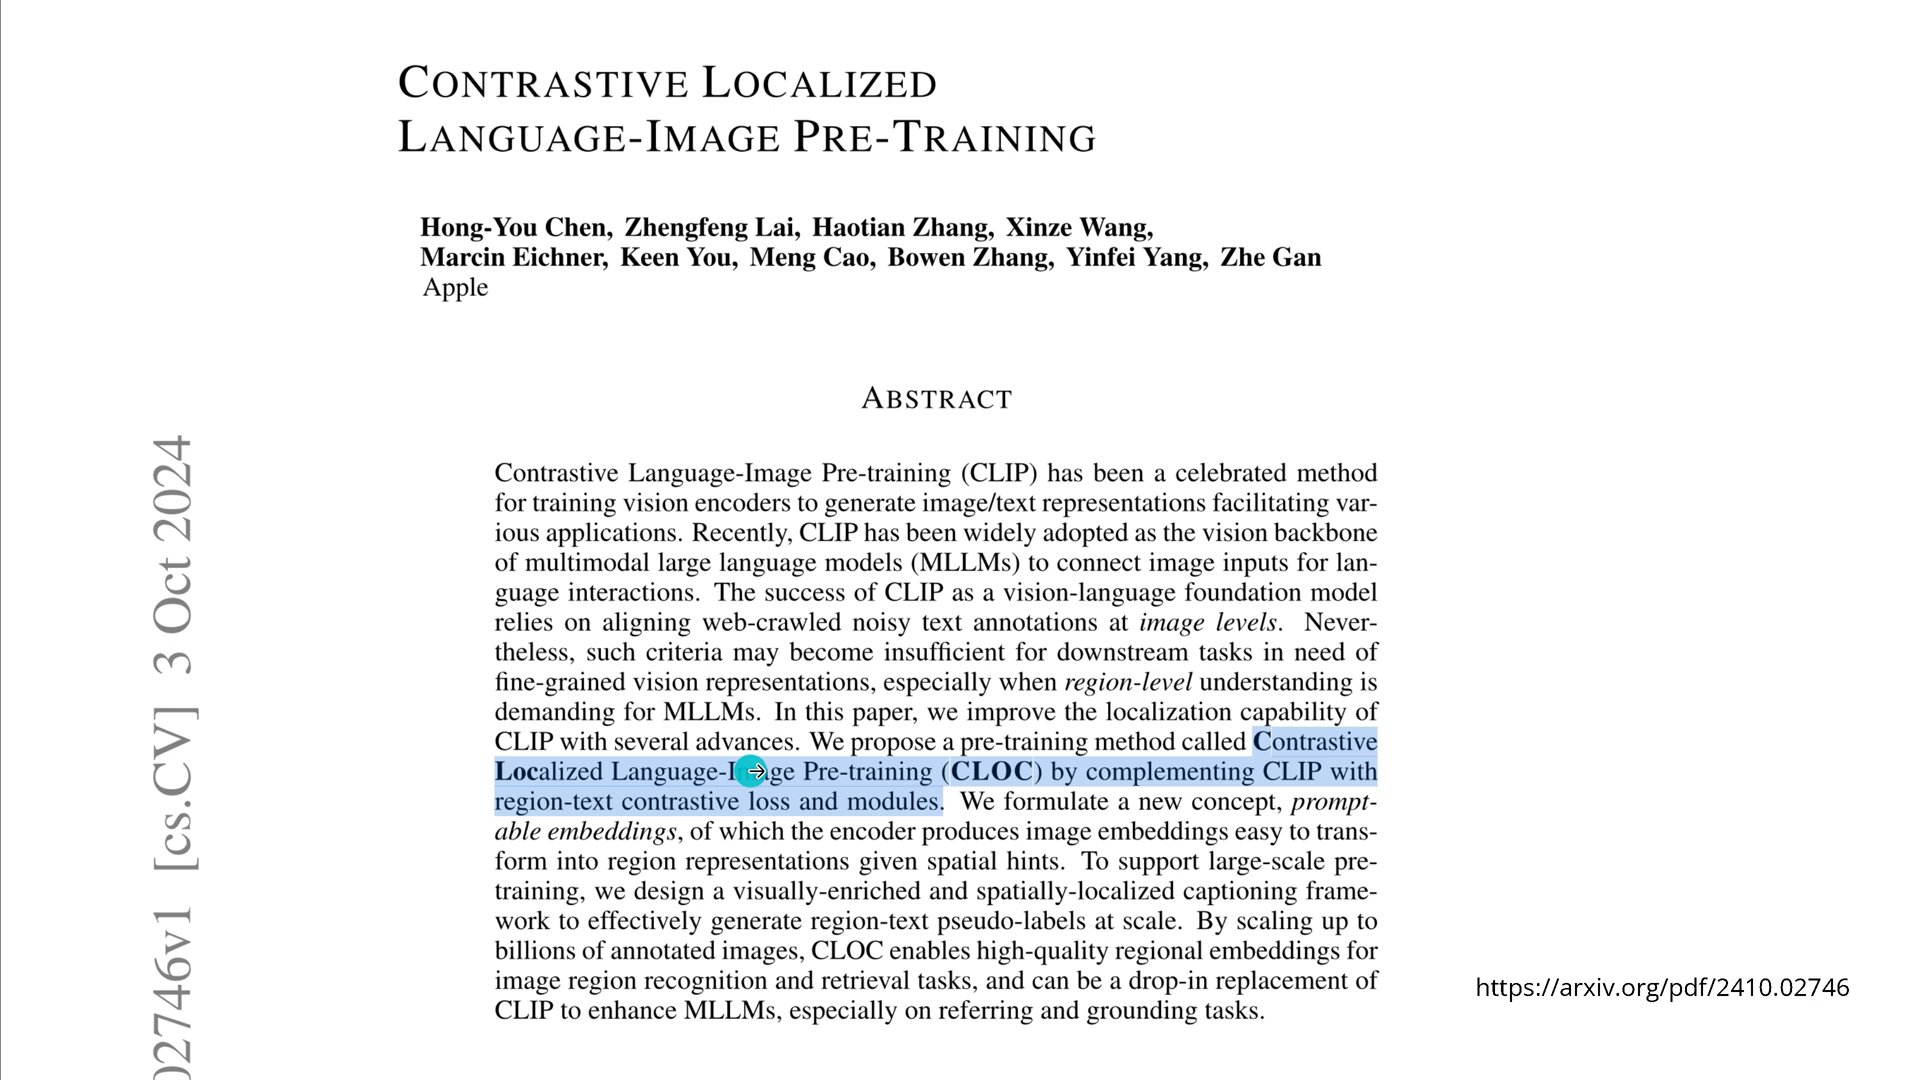 CONTRASTIVE LOCALIZED
LANGUAGE-IMAGE PRE-TRAINING
Hong-You Chen, Zhengfeng Lai, Haotian Zhang, Xinze Wang,
Marcin Eichner, Keen You, Meng Cao, Bowen Zhang, Yinfei Yang, Zhe Gan
Apple
ABSTRACT
Contrastive Language-Image Pre-training (CLIP) has been a celebrated method
for training vision encoders to generate image/text representations facilitating var-
ious applications. Recently, CLIP has been widely adopted as the vision backbone
of multimodal large language models (MLLMs) to connect image inputs for lan-
guage interactions. The success of CLIP as a vision-language foundation model
relies on aligning web-crawled noisy text annotations at image levels. Never-
theless, such criteria may become insufficient for downstream tasks in need of
fine-grained vision representations, especially when region-level understanding is
demanding for MLLMs. In this paper, we improve the localization capability of
CLIP with several advances. We propose a pre-training method called Contrastive
Localized Language-Image Pre-training (CLOC) by complementing CLIP with
region-text contrastive loss and modules. We formulate a new concept, prompt-
able embeddings, of which the encoder produces image embeddings easy to trans-
form into region representations given spatial hints. To support large-scale pre-
training, we design a visually-enriched and spatially-localized captioning frame-
work to effectively generate region-text pseudo-labels at scale. By scaling up to
billions of annotated images, CLOC enables high-quality regional embeddings for
image region recognition and retrieval tasks, and can be a drop-in replacement of
CLIP to enhance MLLMs, especially on referring and grounding tasks.
02746v1 [cs.CV] 3 Oct 2024
https://arxiv.org/pdf/2410.02746